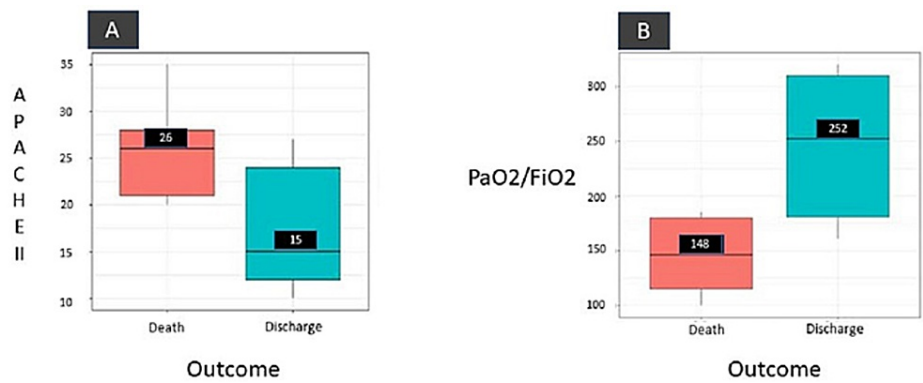 A
APACHE II
35
30
25
20
15
10
26
15
Death
Discharge
Outcome
B
PaO2/FiO2
300
250
200
150
100
148
252
Death
Discharge
Outcome